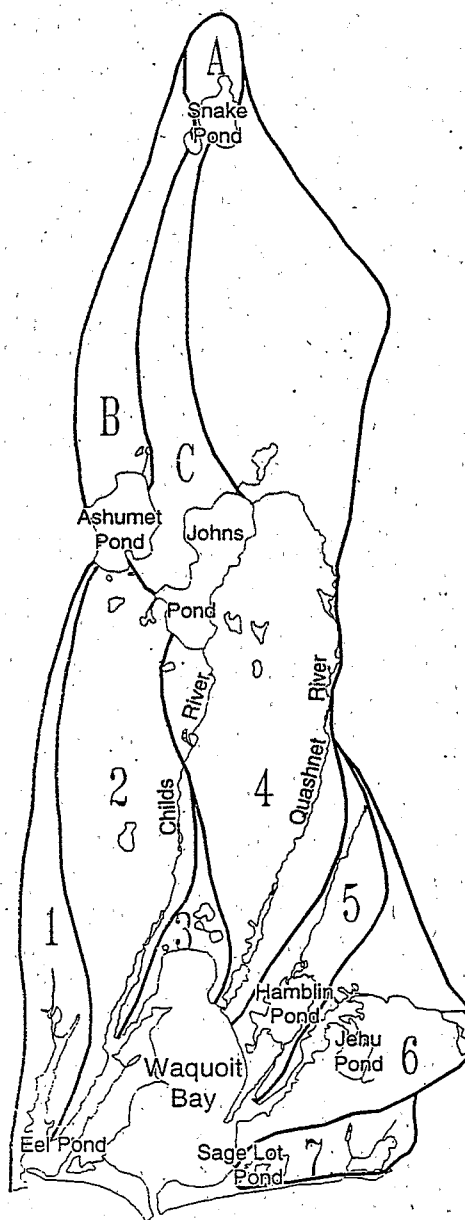 A
Snake
Pond
B
C
Ashumet
Pond
Johns
Pond
River
Childs
River
Quashnet
2
4
1
3
5
Hamblin
Pond
Jehu
Pond
6
Waquoit
Bay
Eel Pond
Sage Lot
Pond
7